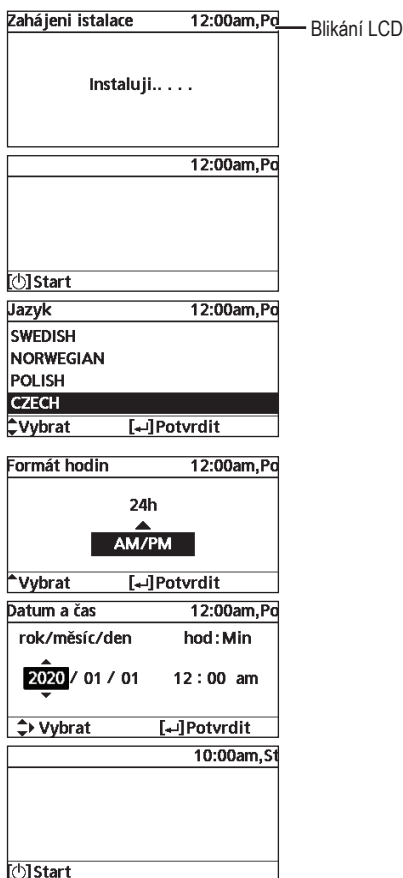 Zahájeni istalace 12:00am,Po
Blikání LCD
Instaluji.. . . .
12:00am,Po
[⏻]Start
Jazyk 12:00am,Po
SWEDISH
NORWEGIAN
POLISH
CZECH
Vybrat [↵]Potvrdit
Formát hodin 12:00am,Po
24h
AM/PM
Vybrat [↵]Potvrdit
Datum a čas 12:00am,Po
rok/měsíc/den hod:Min
2020 / 01 / 01 12 : 00 am
Vybrat [↵]Potvrdit
10:00am,St
[⏻]Start